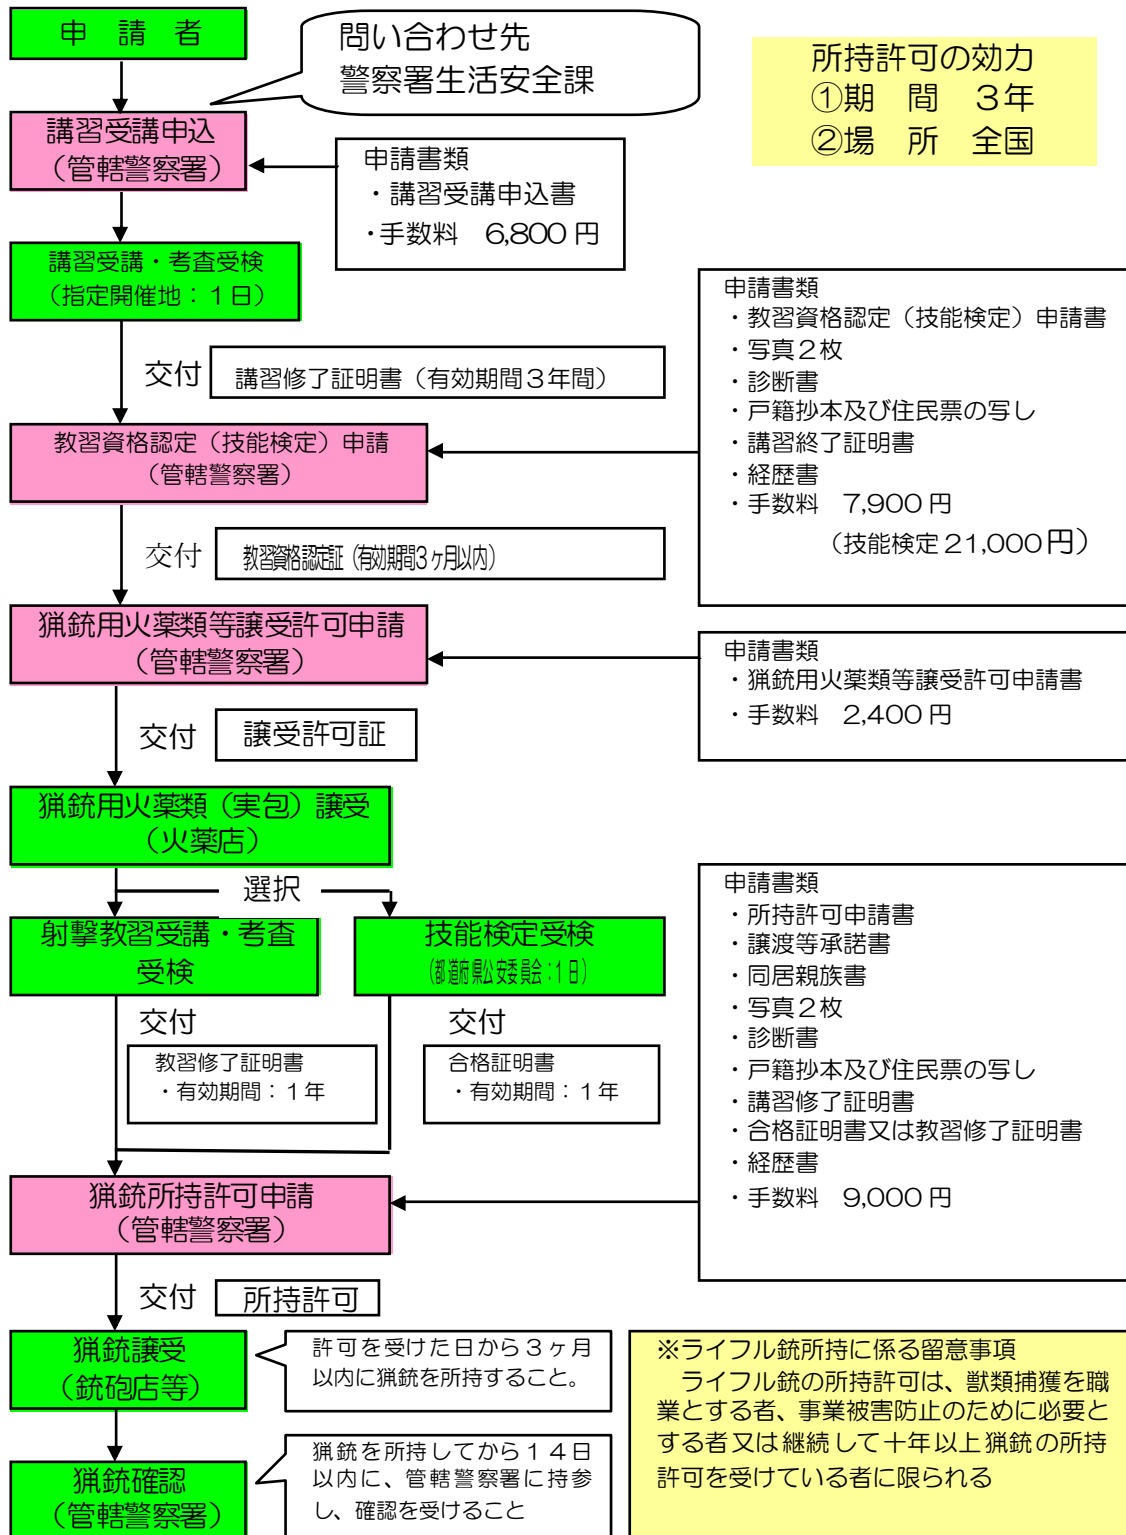 申　請　者
問い合わせ先
警察署生活安全課
所持許可の効力
①期　間　３年
②場　所　全国
講習受講申込
（管轄警察署）
申請書類
・講習受講申込書
・手数料　6,800 円
講習受講・考査受検
（指定開催地：１日）
交付
講習修了証明書（有効期間３年間）
申請書類
・教習資格認定（技能検定）申請書
・写真２枚
・診断書
・戸籍抄本及び住民票の写し
・講習終了証明書
・経歴書
・手数料　7,900 円
（技能検定 21,000 円）
教習資格認定（技能検定）申請
（管轄警察署）
交付
教習資格認定証（有効期間３ヶ月以内）
猟銃用火薬類等譲受許可申請
（管轄警察署）
申請書類
・猟銃用火薬類等譲受許可申請書
・手数料　2,400 円
交付
譲受許可証
猟銃用火薬類（実包）譲受
（火薬店）
選択
射撃教習受講・考査
受検
技能検定受検
（都道府県公安委員会：１日）
交付
交付
教習修了証明書
・有効期間：１年
合格証明書
・有効期間：１年
申請書類
・所持許可申請書
・譲渡等承諾書
・同居親族書
・写真２枚
・診断書
・戸籍抄本及び住民票の写し
・講習修了証明書
・合格証明書又は教習修了証明書
・経歴書
・手数料　9,000 円
猟銃所持許可申請
（管轄警察署）
交付
所持許可
猟銃譲受
（銃砲店等）
許可を受けた日から３ヶ月
以内に猟銃を所持すること。
猟銃確認
（管轄警察署）
猟銃を所持してから１４日
以内に、管轄警察署に持参
し、確認を受けること
※ライフル銃所持に係る留意事項
ライフル銃の所持許可は、獣類捕獲を職
業とする者、事業被害防止のために必要と
する者又は継続して十年以上猟銃の所持
許可を受けている者に限られる